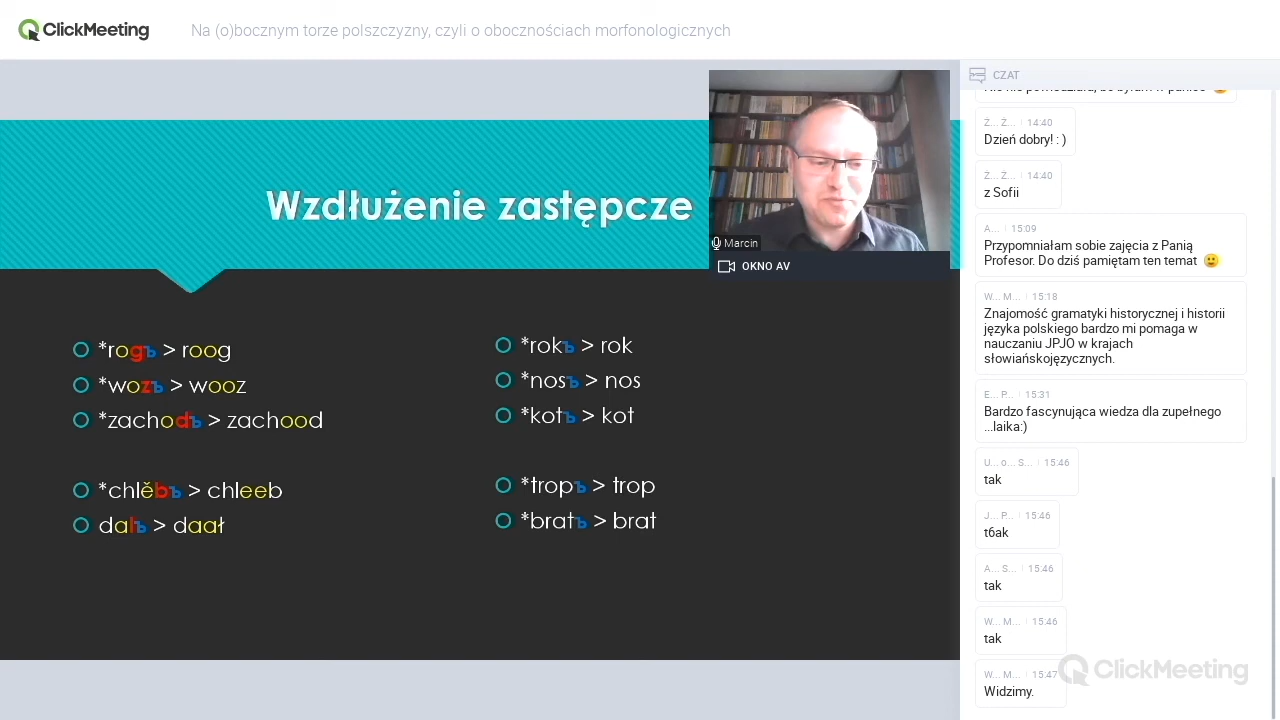 ClickMeeting
Na (o)bocznym torze polszczyzny, czyli o obocznościach morfonologicznych
Wzdłużenie zastępcze
Marcin
OKNO AV
*rogъ > roog
*wozъ > wooz
*zachodъ > zachood
*chlěbъ > chleeb
dalъ > daał
*rokъ > rok
*nosъ > nos
*kotъ > kot
*tropъ > trop
*bratъ > brat
CZAT
Ż... Ż... 14:40
Dzień dobry! : )
Ż... Ż... 14:40
z Sofii
A... 15:09
Przypomniałam sobie zajęcia z Panią
Profesor. Do dziś pamiętam ten temat 🙂
W... M... 15:18
Znajomość gramatyki historycznej i historii
języka polskiego bardzo mi pomaga w
nauczaniu JPJO w krajach
słowiańskojęzycznych.
E... P... 15:31
Bardzo fascynująca wiedza dla zupełnego
...laika:)
U... o... S... 15:46
tak
J... P... 15:46
t6ak
A... S... 15:46
tak
W... M... 15:46
tak
W... M... 15:47
Widzimy.
ClickMeeting